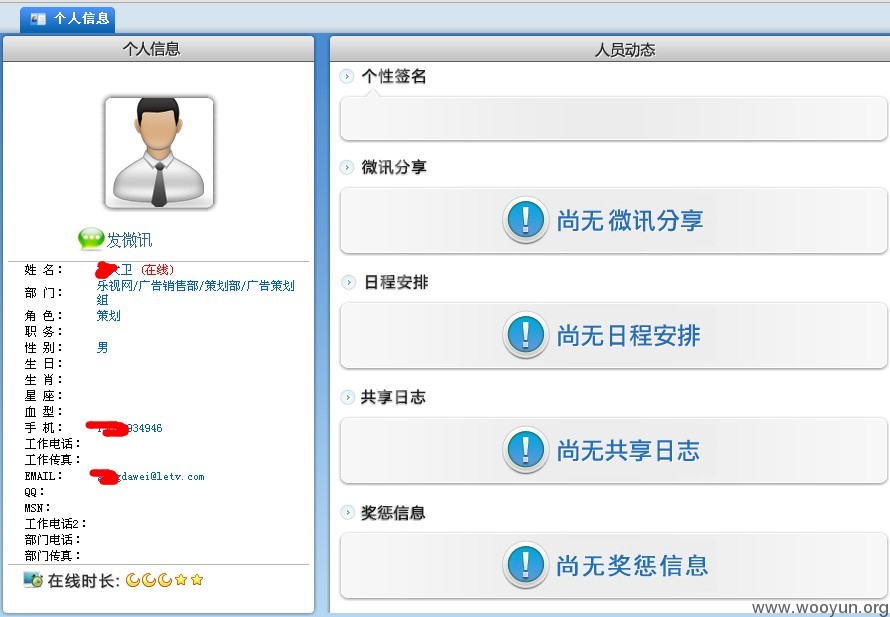 个人信息
个人信息
发微讯
姓 名： 卫 (在线)
部 门： 乐视网/广告销售部/策划部/广告策划
组
角 色： 策划
职 务：
性 别： 男
生 日：
生 肖：
星 座：
血 型：
手 机： 934946
工作电话：
工作传真：
EMAIL： dawei@letv.com
QQ：
MSN：
工作电话2：
部门电话：
部门传真：
在线时长：
人员动态
个性签名
微讯分享
尚无 微讯分享
日程安排
尚无日程安排
共享日志
尚无共享日志
奖惩信息
尚无奖惩信息
www.wooyun.org